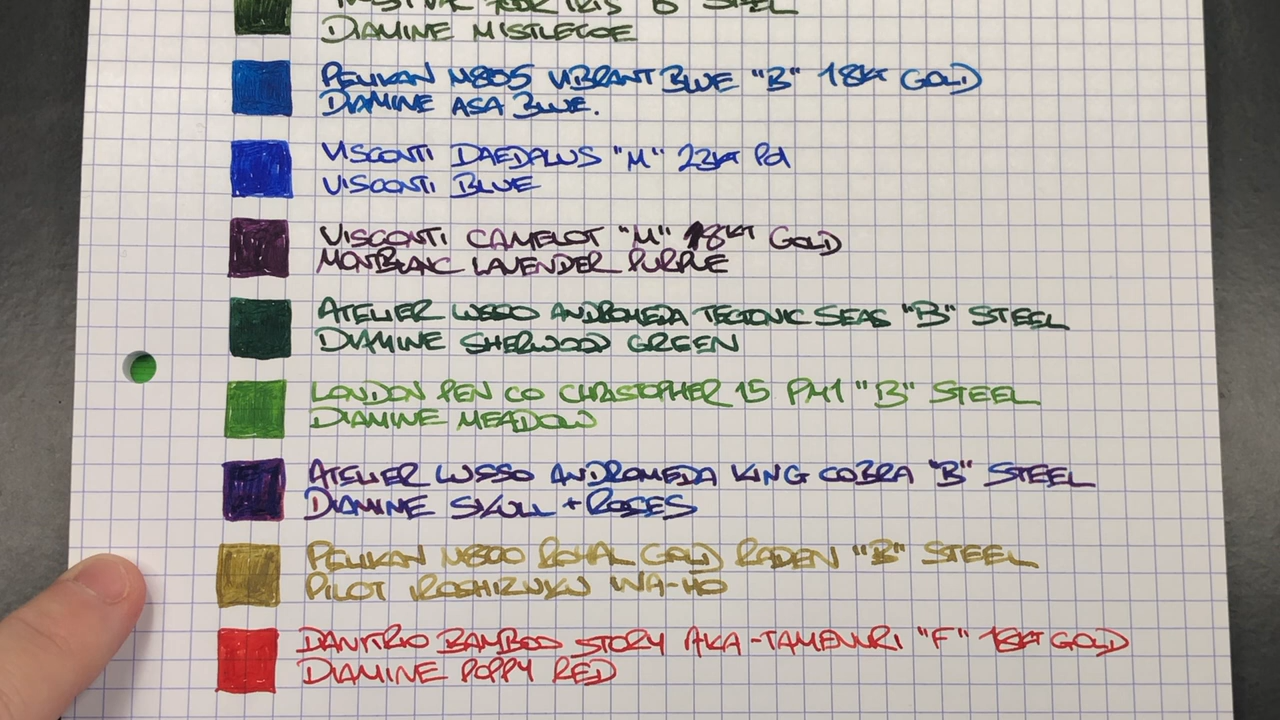 "B" STEEL
DIAMINE MISTLETOE
PELIKAN M805 VIBRANT BLUE "B" 18kt GOLD
DIAMINE ASA BLUE.
VISCONTI DAEDALUS "M" 23kt Pd
VISCONTI BLUE
VISCONTI CAMELOT "M" 18kt GOLD
MONTBLANC LAVENDER PURPLE
ATELIER LUSSO ANDROMEDA TECTONIC SEAS "B" STEEL
DIAMINE SHERWOOD GREEN
LONDON PEN CO CHRISTOPHER 15 PM1 "B" STEEL
DIAMINE MEADOW
ATELIER LUSSO ANDROMEDA KING COBRA "B" STEEL
DIAMINE SKULL + ROSES
PELIKAN M800 ROYAL GOLD RADEN "B" STEEL
PILOT IROSHIZUKU INA-HO
DANITRIO BAMBOO STORY AKA-TAMENURI "F" 18kt GOLD
DIAMINE POPPY RED